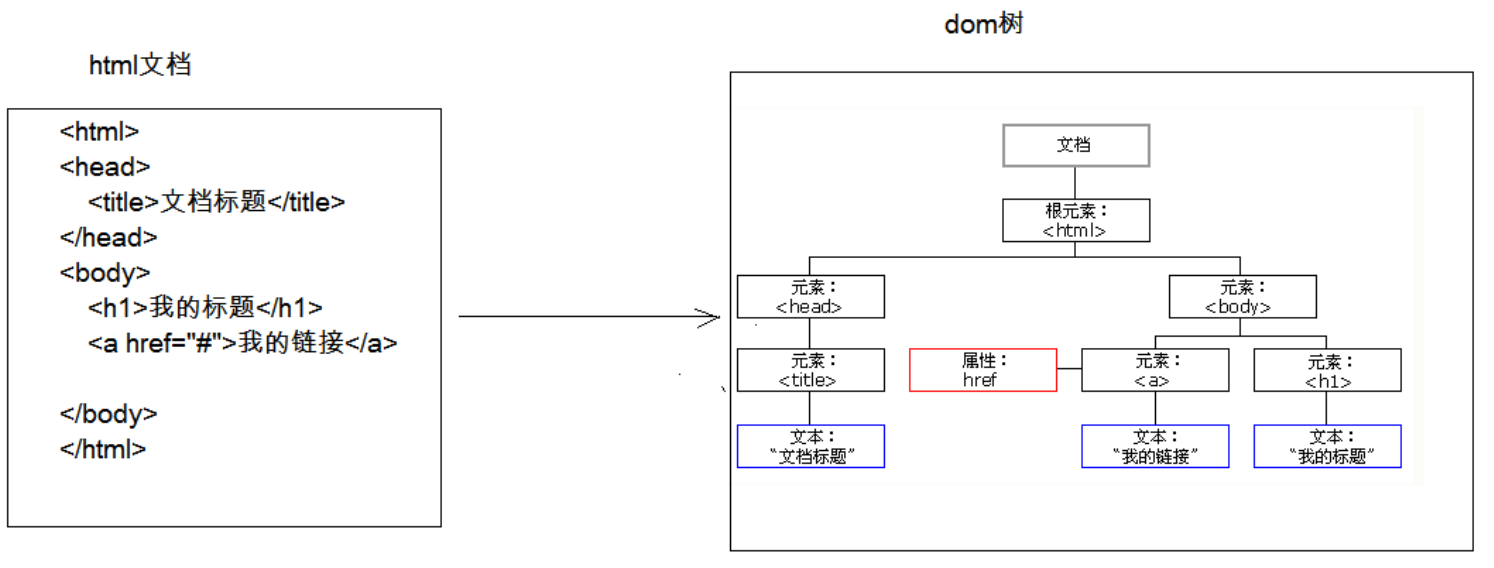 dom树
html文档
<html>
<head>
<title>文档标题</title>
</head>
<body>
<h1>我的标题</h1>
<a href="#">我的链接</a>
</body>
</html>
文档
根元素：
<html>
元素：
<head>
元素：
<body>
元素：
<title>
属性：
href
元素：
<a>
元素：
<h1>
文本：
"文档标题"
文本：
"我的链接"
文本：
"我的标题"